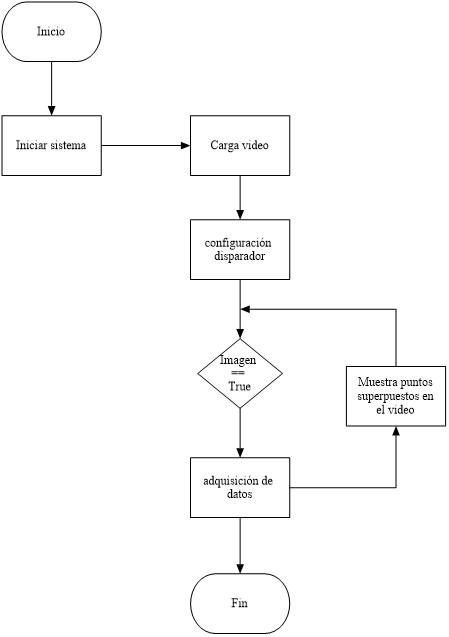 Inicio
Iniciar sistema
Carga video
configuración
disparador
Imagen
==
True
Muestra puntos
superpuestos en
el video
adquisición de
datos
Fin